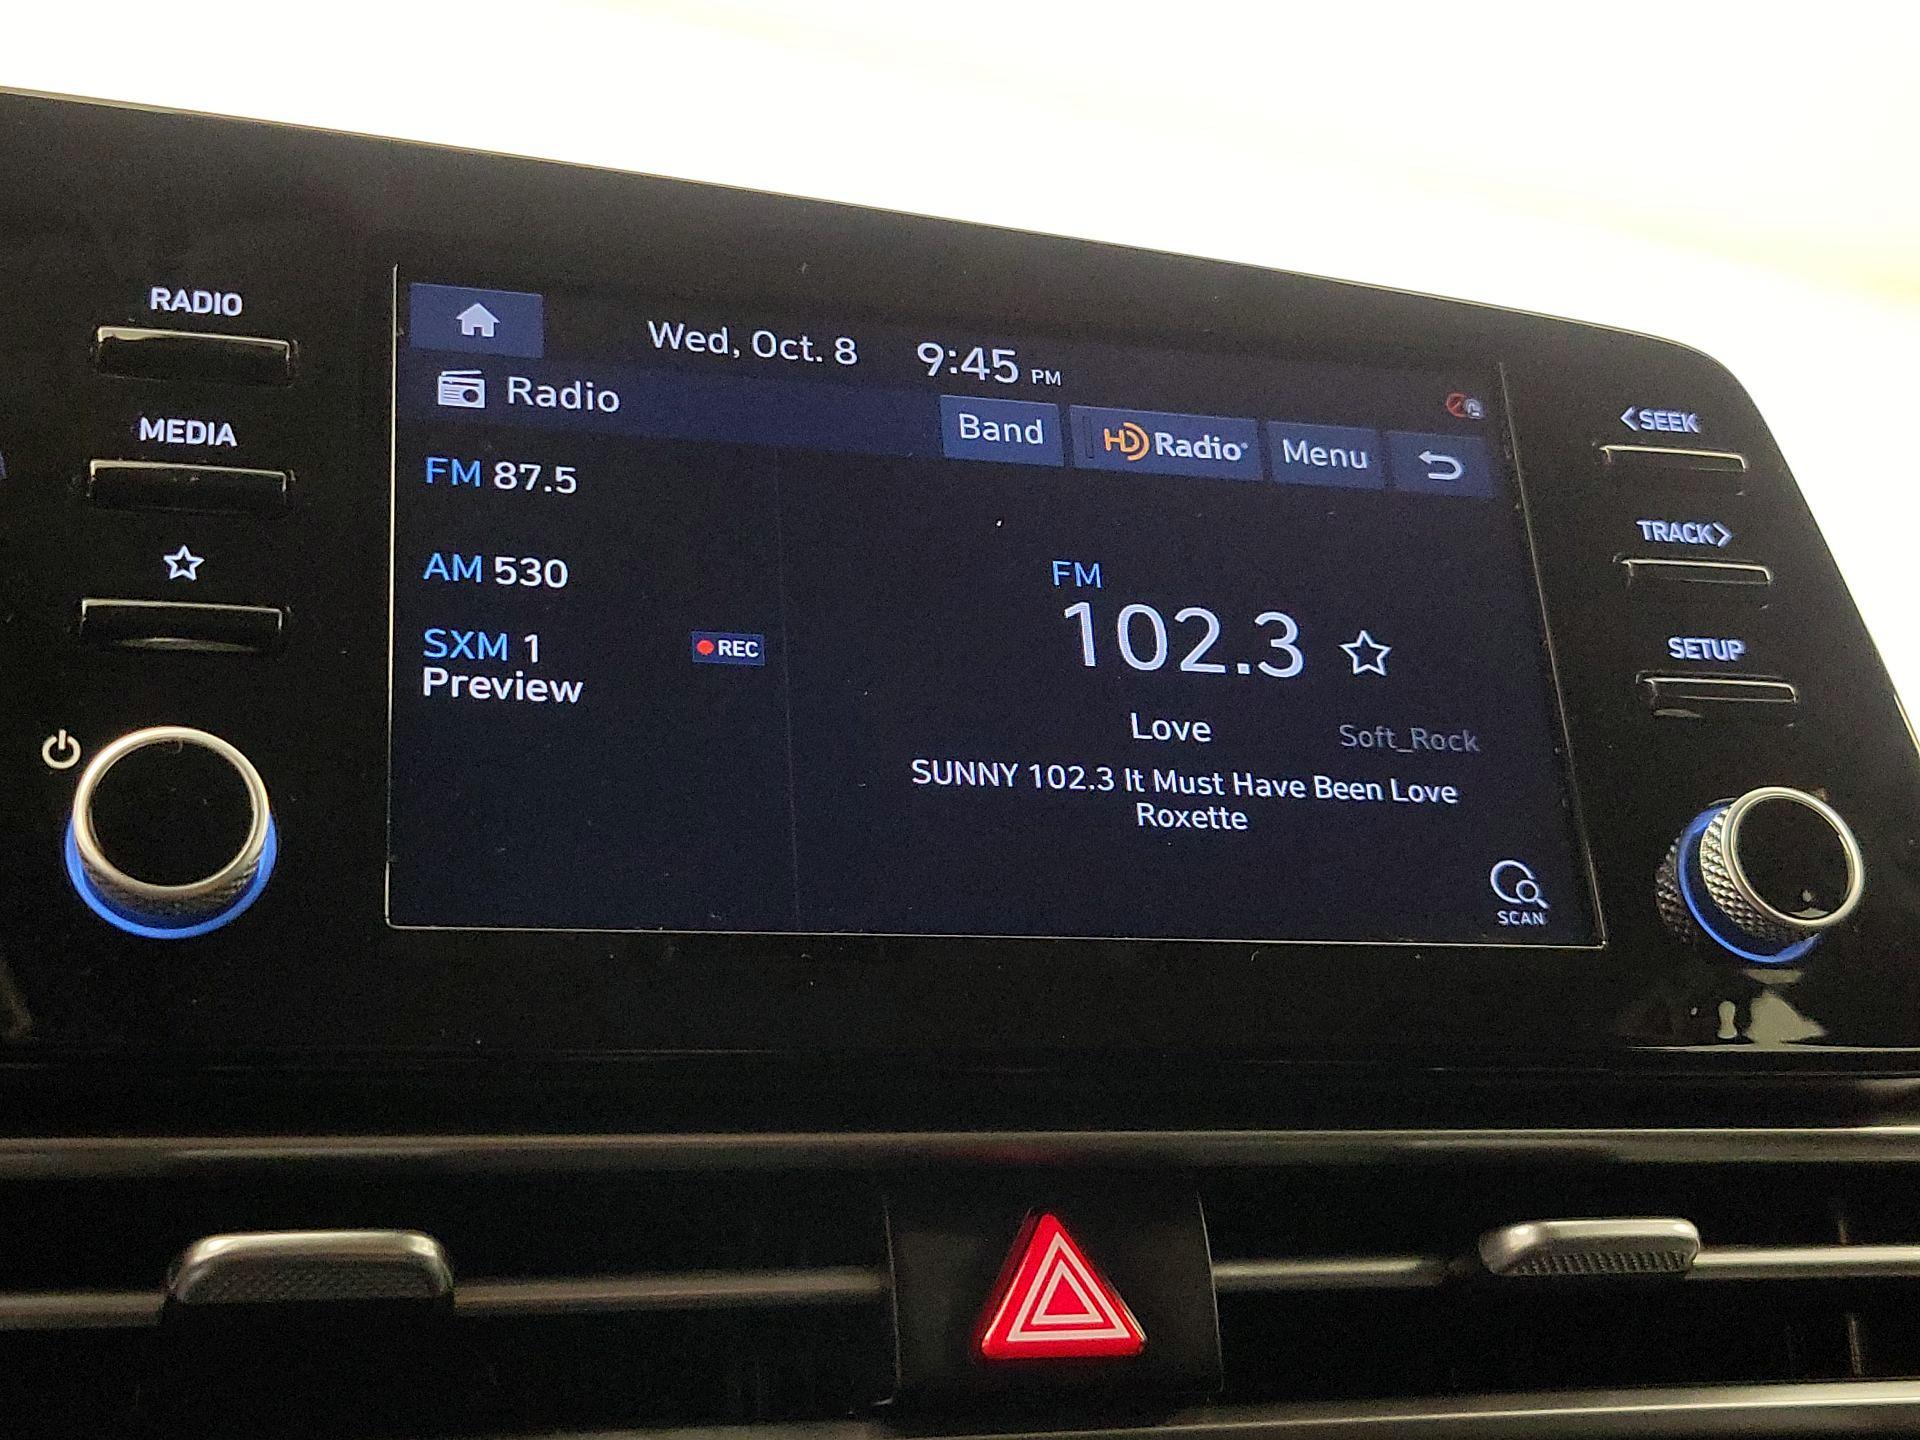 RADIO
MEDIA
Wed, Oct. 8 9:45 PM
Radio
Band
HD Radio
Menu
FM 87.5
AM 530
SXM 1
Preview
REC
FM
102.3
Love
Soft_Rock
SUNNY 102.3 It Must Have Been Love
Roxette
SCAN
<SEEK
TRACK>
SETUP